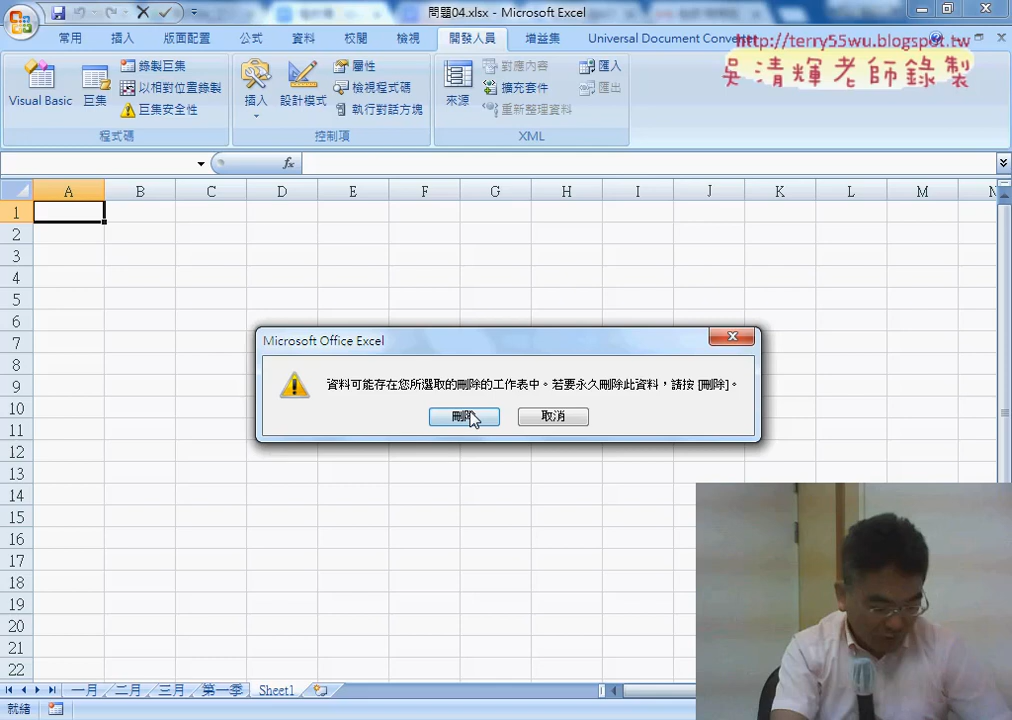 問題04.xlsx - Microsoft Excel
常用 插入 版面配置 公式 資料 校閱 檢視 開發人員 增益集 Universal Document Conver
http://terry55wu.blogspot.tw
吳清輝老師錄製
Visual Basic
巨集
錄製巨集
以相對位置錄製
巨集安全性
程式碼
插入
設計模式
屬性
檢視程式碼
執行對話方塊
控制項
來源
對應內容
擴充套件
重新整理資料
匯入
匯出
XML
fx
A B C D E F G H I J K L M N
1
2
3
4
5
6
7
8
9
10
11
12
13
14
15
16
17
18
19
20
21
22
Microsoft Office Excel
資料可能存在您所選取的刪除的工作表中。若要永久刪除此資料，請按 [刪除]。
刪除 取消
一月 二月 三月 第一季 Sheet1
就緒